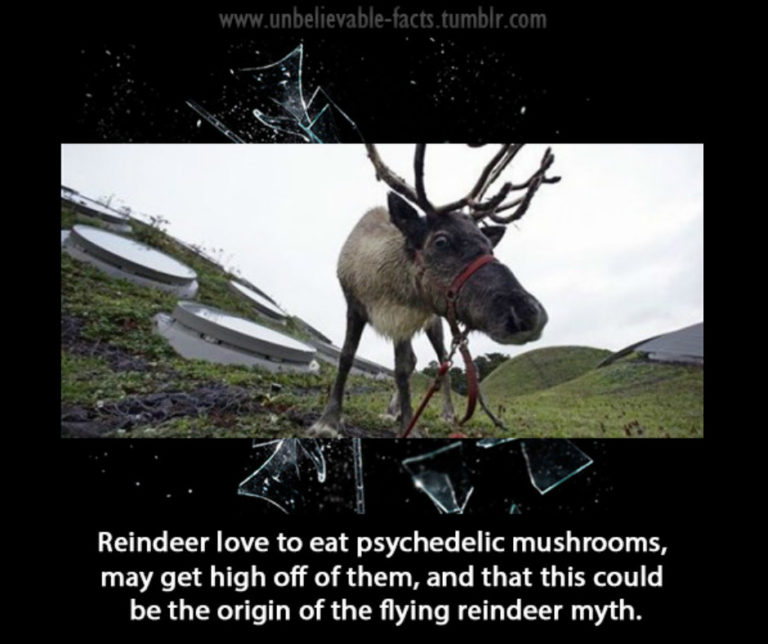 www.unbelievable-facts.tumblr.com
Reindeer love to eat psychedelic mushrooms,
may get high off of them, and that this could
be the origin of the flying reindeer myth.